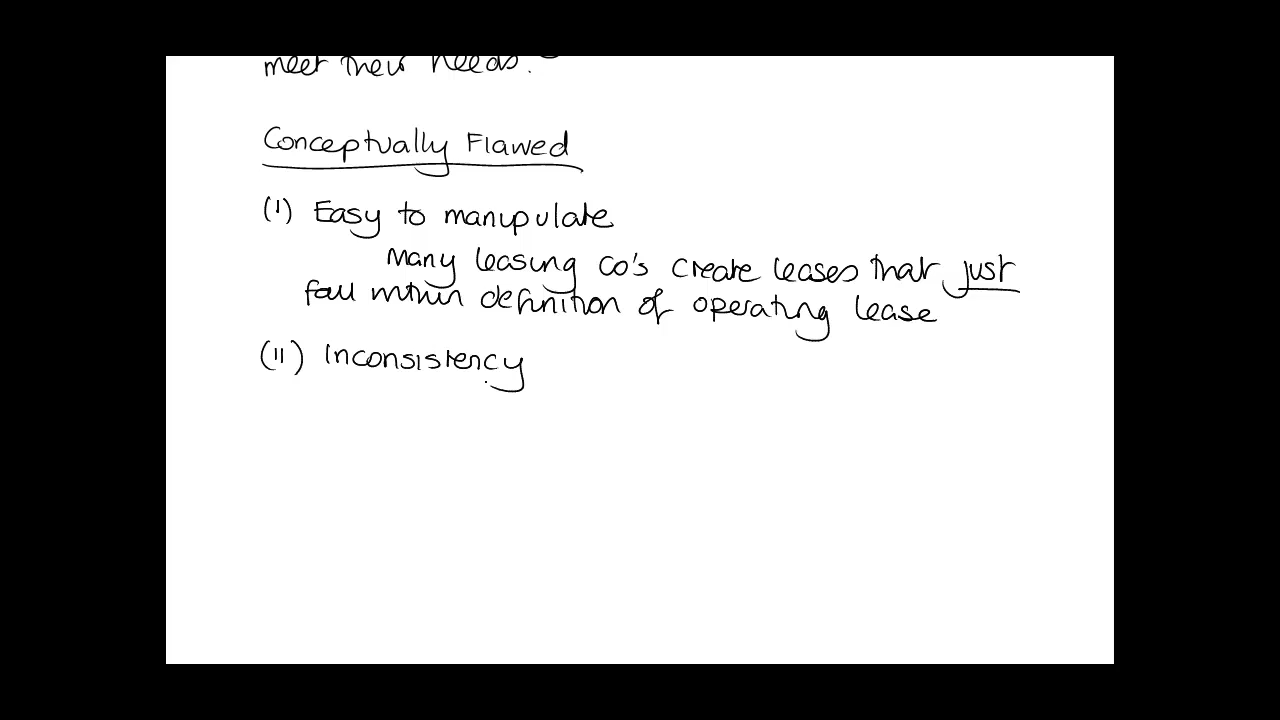 meet their needs.
Conceptually Flawed
(I) Easy to manipulate
Many leasing co's create leases that just
fall within definition of operating lease
(II) Inconsistency